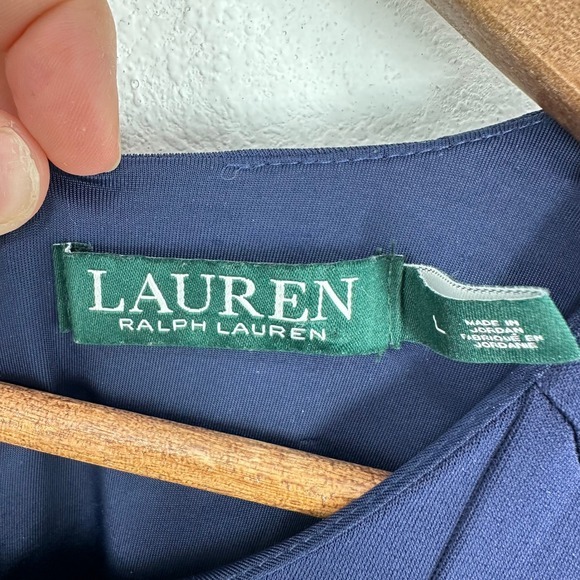 LAUREN
RALPH LAUREN
L
MADE IN
JORDAN
FABRIQUÉ EN
JORDANIE